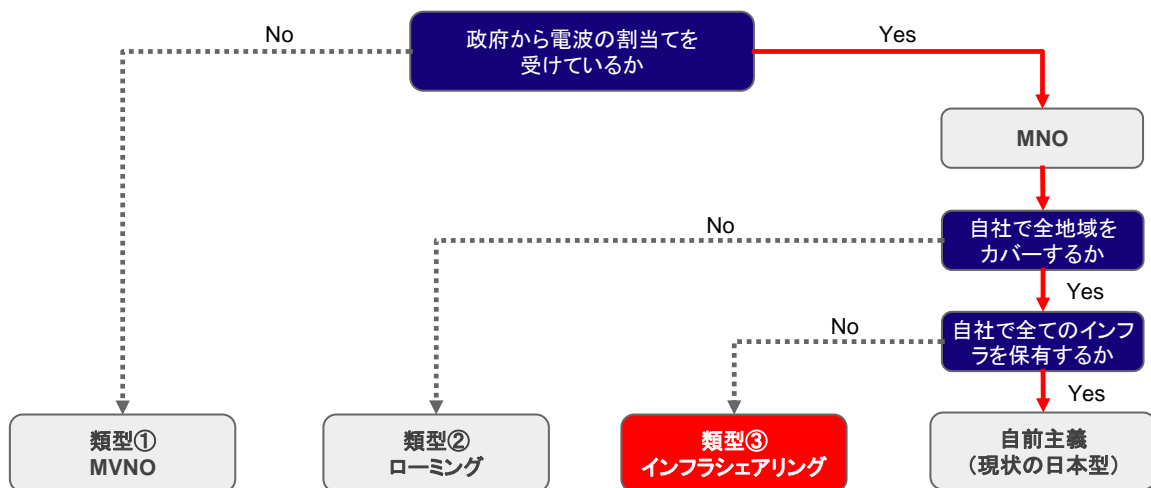 政府から電波の割当てを
受けているか
No
Yes
MNO
自社で全地域を
カバーするか
No
Yes
自社で全てのインフ
ラを保有するか
No
Yes
類型①
MVNO
類型②
ローミング
類型③
インフラシェアリング
自前主義
（現状の日本型）